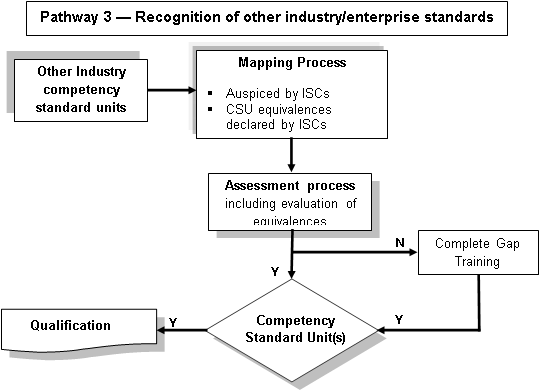 Pathway 3 — Recognition of other industry/enterprise standards
Other Industry
competency
standard units
Mapping Process
▪ Auspiced by ISCs
▪ CSU equivalences
declared by ISCs
Assessment process
including evaluation of
equivalences
N
Complete Gap
Training
Y
Qualification
Y
Competency
Standard Unit(s)
Y